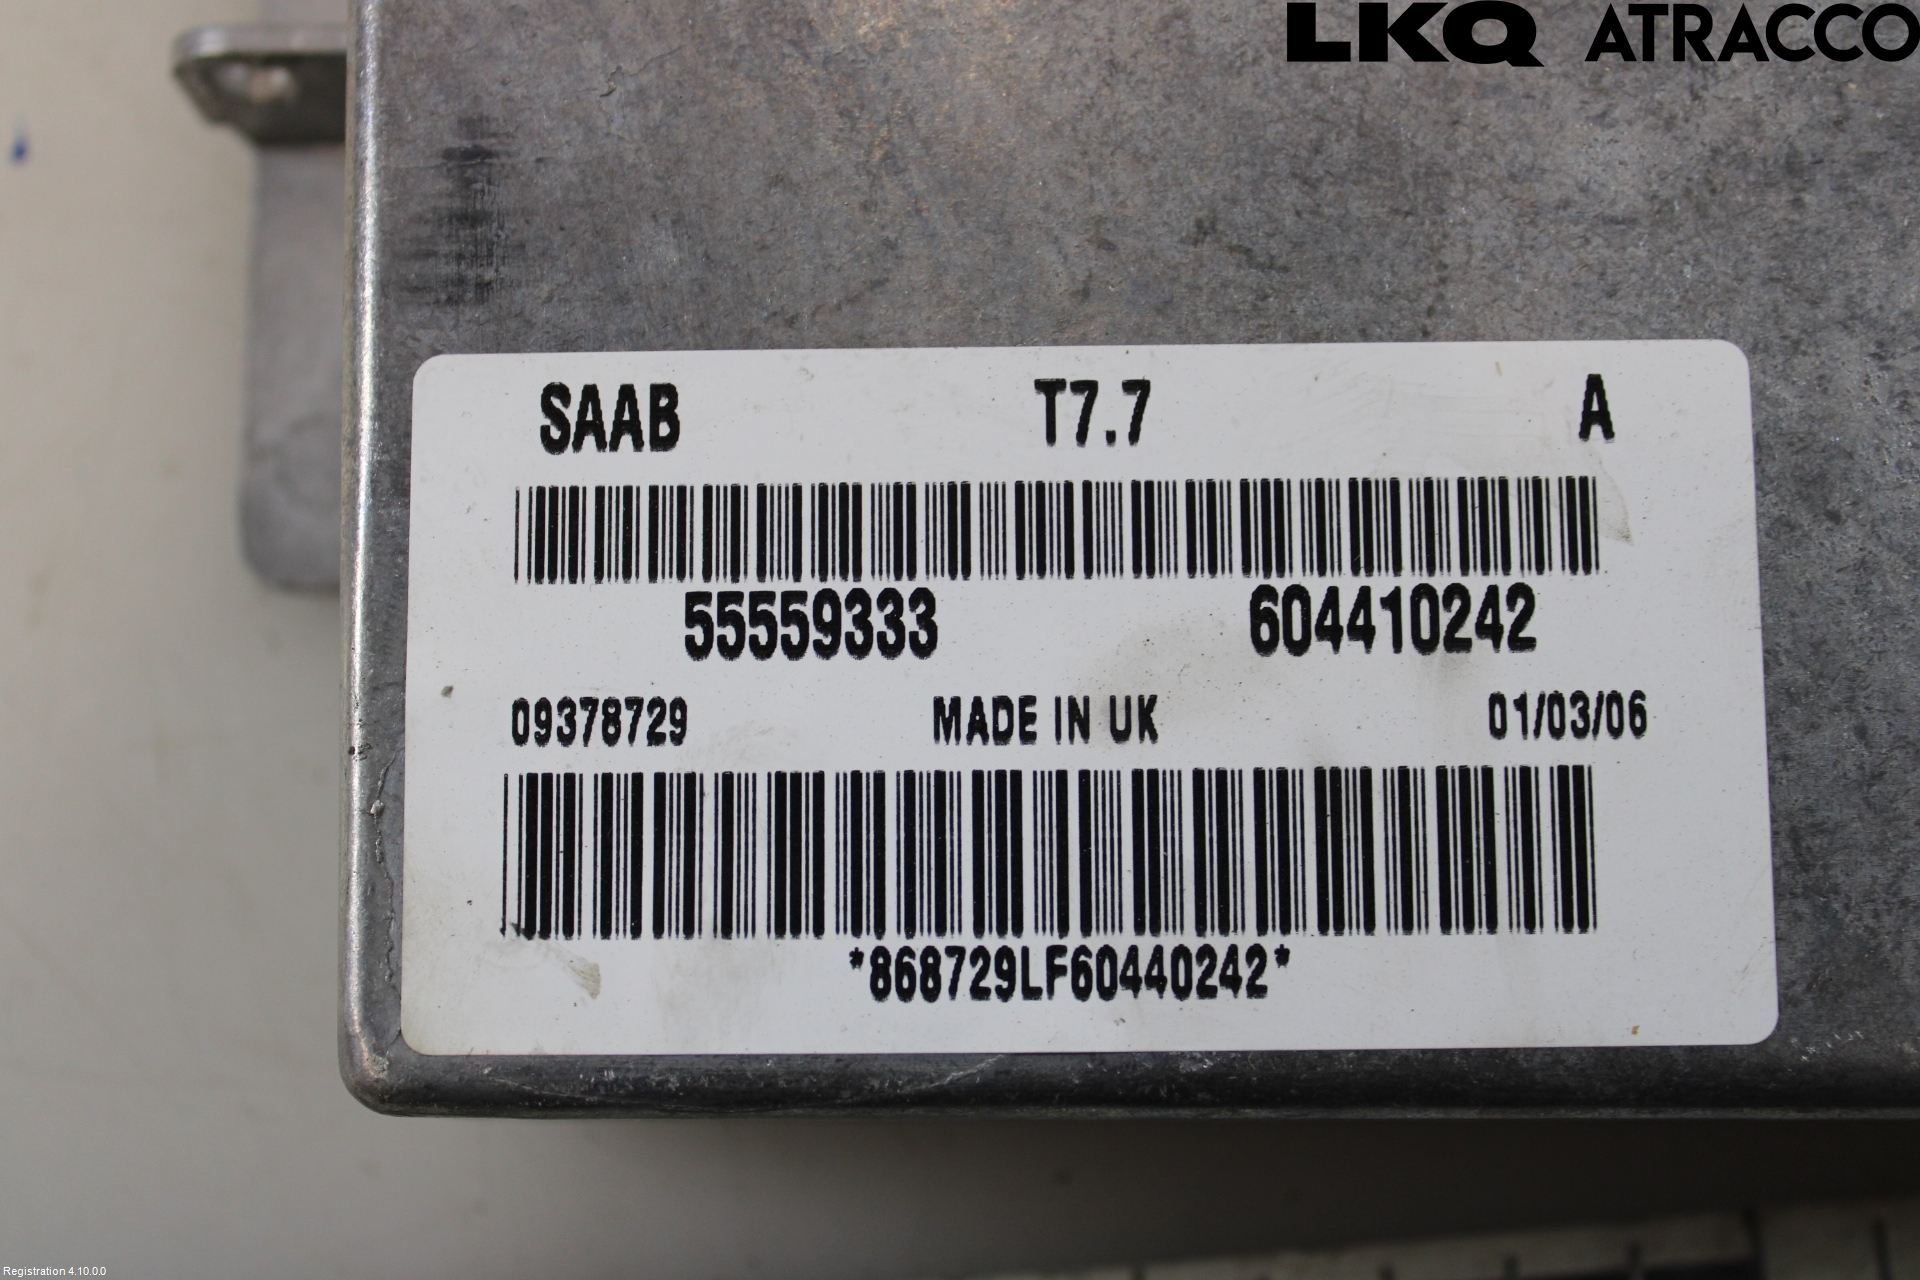 LKQ ATRACCO
SAAB T7.7 A
55559333 604410242
09378729 MADE IN UK 01/03/06
*868729LF60440242*
Registration 4.10.0.0